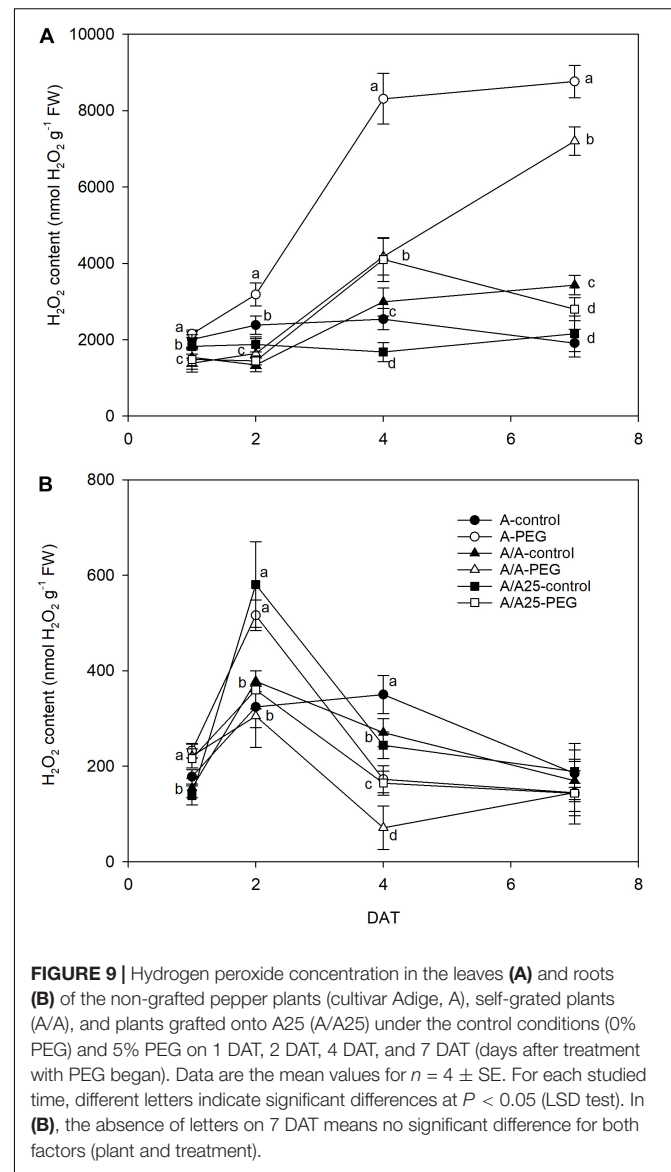 A
10000
8000
6000
4000
2000
0
H₂O₂ content (nmol H₂O₂ g⁻¹ FW)
a
a
b
c
a
b
c
a
b
c
d
a
b
c
d
d
0
2
4
6
8
B
800
600
400
200
0
H₂O₂ content (nmol H₂O₂ g⁻¹ FW)
A-control
A-PEG
A/A-control
A/A-PEG
A/A25-control
A/A25-PEG
a
b
a
a
b
b
a
b
c
d
0
2
4
6
8
DAT
FIGURE 9 | Hydrogen peroxide concentration in the leaves (A) and roots
(B) of the non-grafted pepper plants (cultivar Adige, A), self-grated plants
(A/A), and plants grafted onto A25 (A/A25) under the control conditions (0%
PEG) and 5% PEG on 1 DAT, 2 DAT, 4 DAT, and 7 DAT (days after treatment
with PEG began). Data are the mean values for n = 4 ± SE. For each studied
time, different letters indicate significant differences at P < 0.05 (LSD test). In
(B), the absence of letters on 7 DAT means no significant difference for both
factors (plant and treatment).